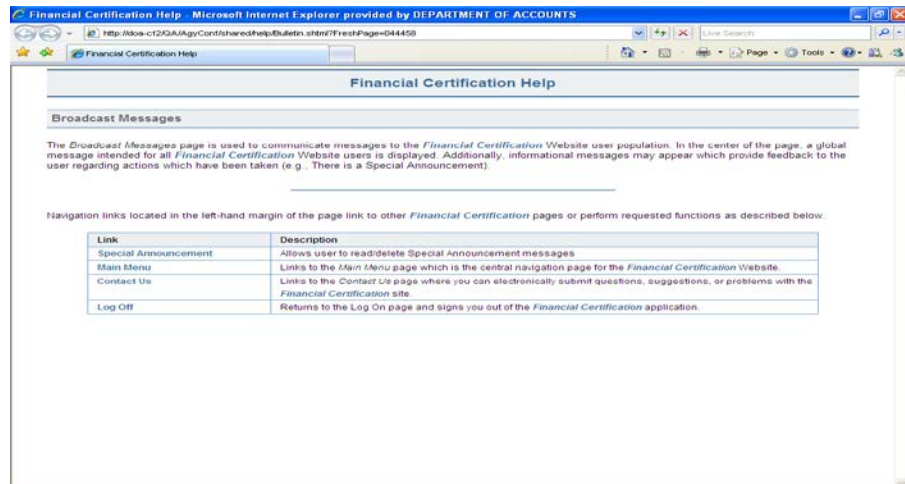 Financial Certification Help - Microsoft Internet Explorer provided by DEPARTMENT OF ACCOUNTS
http://doa-cf2/QA/AgyConf/shared/help/Bulletin.shtml?FreshPage=044458
Live Search
Financial Certification Help
Page
Tools
Financial Certification Help
Broadcast Messages
The Broadcast Messages page is used to communicate messages to the Financial Certification Website user population. In the center of the page, a global
message intended for all Financial Certification Website users is displayed. Additionally, informational messages may appear which provide feedback to the
user regarding actions which have been taken (e.g., There is a Special Announcement).
Navigation links located in the left-hand margin of the page link to other Financial Certification pages or perform requested functions as described below.
Link Description
Special Announcement Allows user to read/delete Special Announcement messages
Main Menu Links to the Main Menu page which is the central navigation page for the Financial Certification Website.
Contact Us Links to the Contact Us page where you can electronically submit questions, suggestions, or problems with the
Financial Certification site.
Log Off Returns to the Log On page and signs you out of the Financial Certification application.